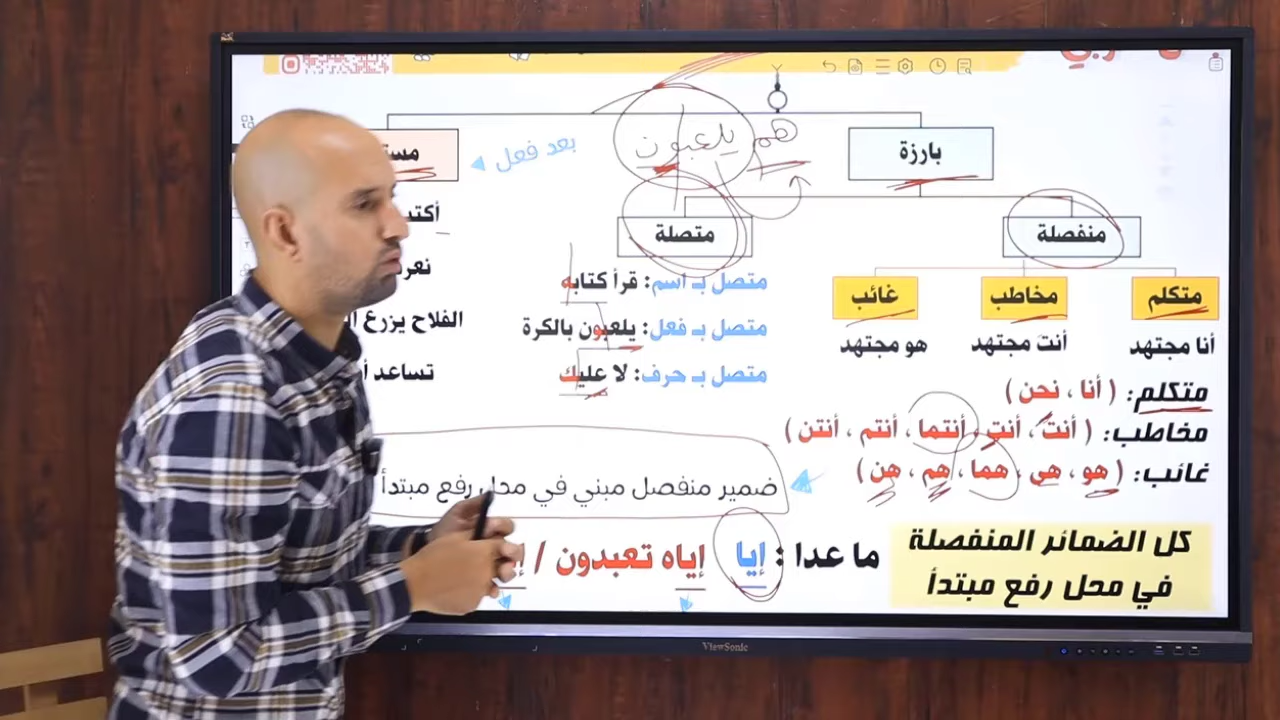 هم يلعبون
بارزة
بعد فعل
متصلة
منفصلة
متكلم
مخاطب
غائب
أنا مجتهد
أنت مجتهد
هو مجتهد
متصل بـ اسم: قرأ كتابه
متصل بـ فعل: يلعبون بالكرة
متصل بـ حرف: لا عليك
الفلاح يزرع
تساعد
متكلم: ( أنا ، نحن )
مخاطب: ( أنتَ ، أنتِ ، أنتما ، أنتم ، أنتن )
غائب: ( هو ، هي ، هما ، هم ، هن )
ضمير منفصل مبني في محل رفع مبتدأ
كل الضمائر المنفصلة
في محل رفع مبتدأ
ما عدا : إيا إياه تعبدون /
ViewSonic